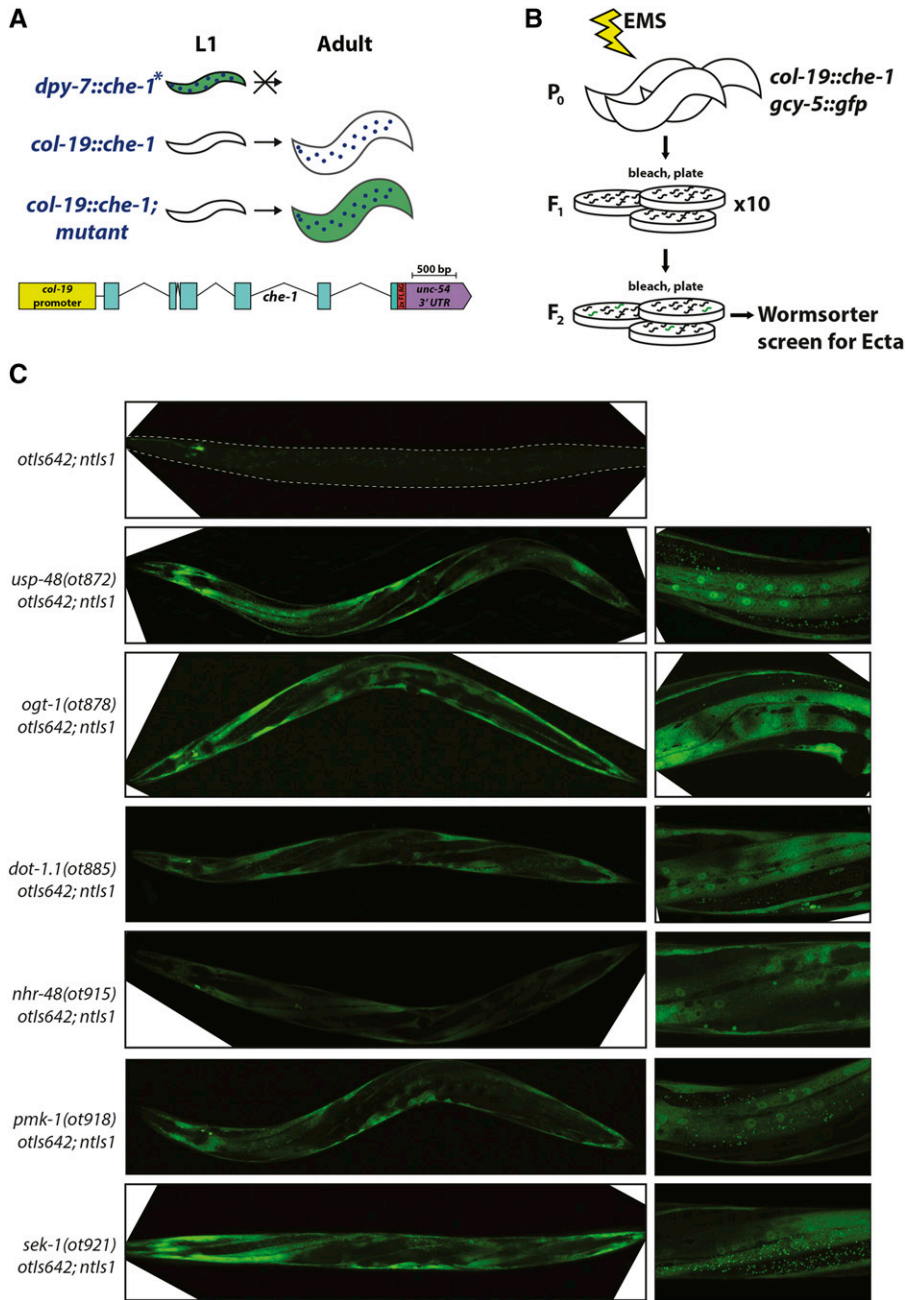 A
L1
Adult
dpy-7::che-1*
col-19::che-1
col-19::che-1;
mutant
500 bp
col-19
promoter
che-1
2x FLAG
unc-54
3' UTR
B
EMS
P0
col-19::che-1
gcy-5::gfp
bleach, plate
F1
x10
bleach, plate
F2
Wormsorter
screen for Ecta
C
otIs642; ntIs1
usp-48(ot872)
otIs642; ntIs1
ogt-1(ot878)
otIs642; ntIs1
dot-1.1(ot885)
otIs642; ntIs1
nhr-48(ot915)
otIs642; ntIs1
pmk-1(ot918)
otIs642; ntIs1
sek-1(ot921)
otIs642; ntIs1